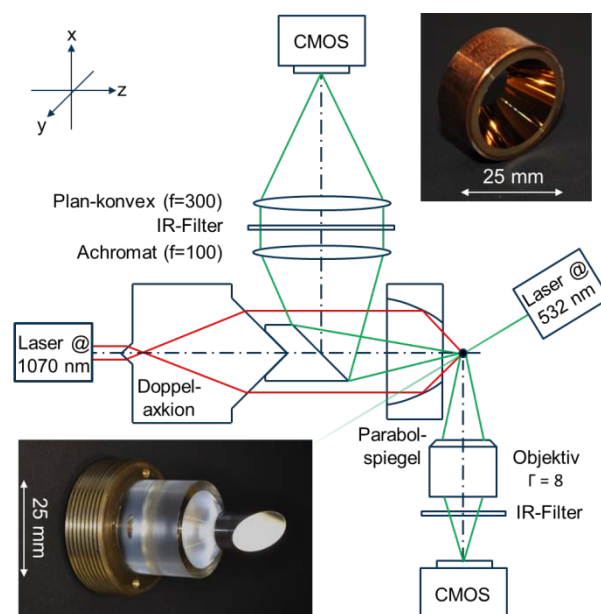 CMOS
x
z
y
25 mm
Plan-konvex (f=300)
IR-Filter
Achromat (f=100)
Laser @
532 nm
Laser @
1070 nm
Doppel-
axkion
Parabol-
spiegel
Objektiv
Γ = 8
IR-Filter
25 mm
CMOS